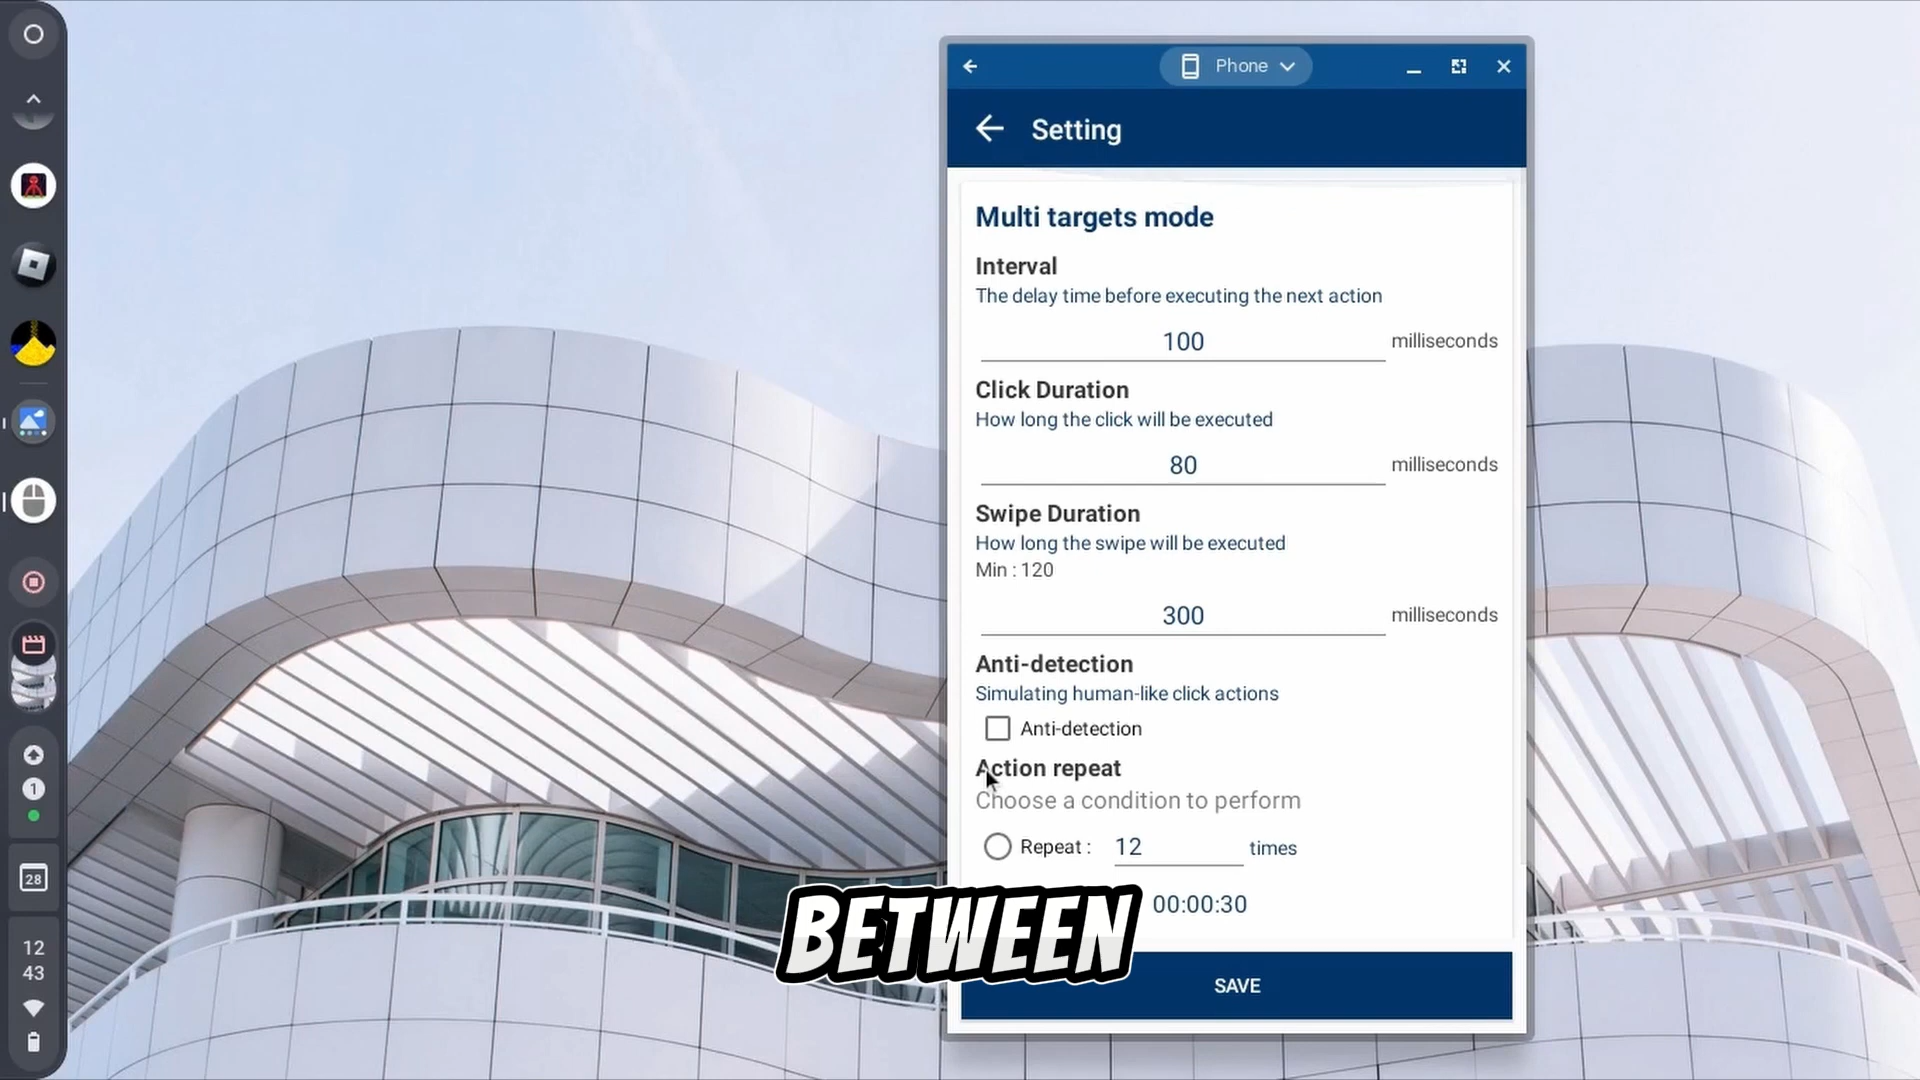 Phone
Setting
Multi targets mode
Interval
The delay time before executing the next action
100 milliseconds
Click Duration
How long the click will be executed
80 milliseconds
Swipe Duration
How long the swipe will be executed
Min : 120
300 milliseconds
Anti-detection
Simulating human-like click actions
Anti-detection
Action repeat
Choose a condition to perform
Repeat : 12 times
00:00:30
BETWEEN
SAVE
1
28
12
43